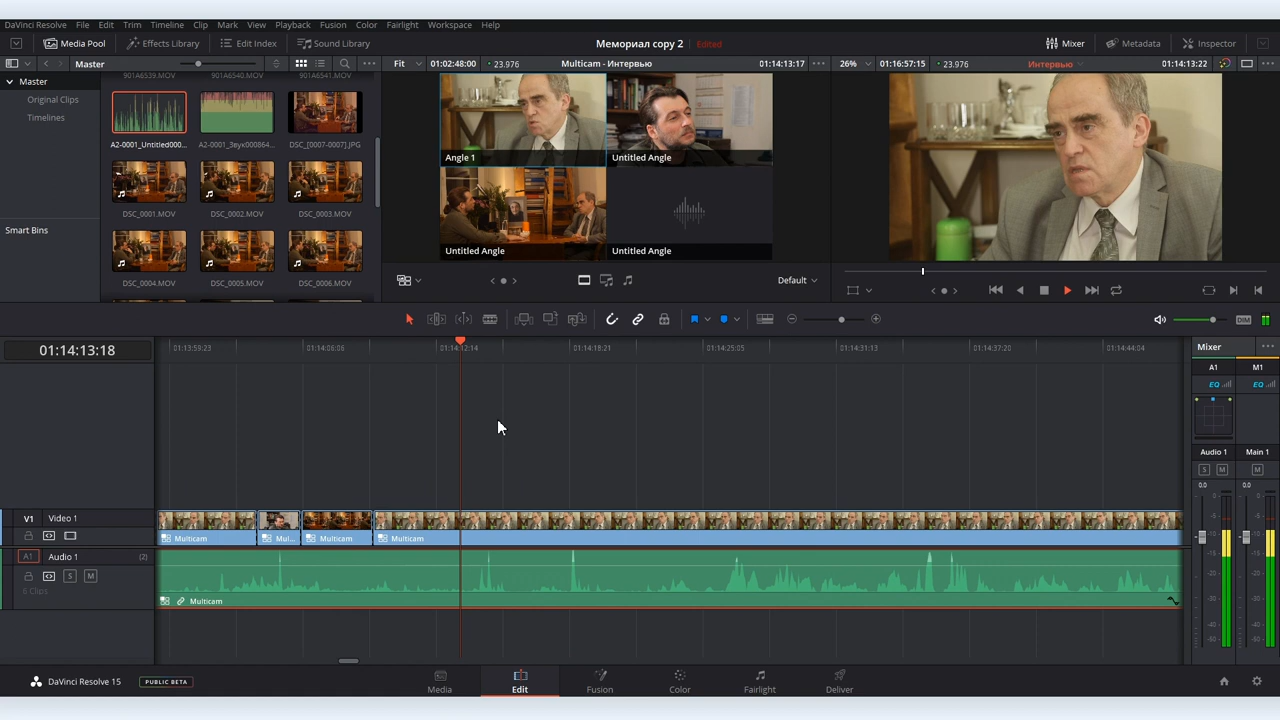 DaVinci Resolve File Edit Trim Timeline Clip Mark View Playback Fusion Color Fairlight Workspace Help
Media Pool Effects Library Edit Index Sound Library Мемориал copy 2 Edited Mixer Metadata Inspector
Master Fit 01:02:48:00 23.976 Multicam - Интервью 01:14:13:17 26% 01:16:57:15 23.976 Интервью 01:14:13:22
Master
Original Clips
Timelines
Smart Bins
901A6539.MOV 901A6540.MOV 901A6541.MOV
A2-0001_Untitled000... A2-0001_Звук000864... DSC_[0007-0007].JPG
DSC_0001.MOV DSC_0002.MOV DSC_0003.MOV
DSC_0004.MOV DSC_0005.MOV DSC_0006.MOV
Angle 1 Untitled Angle
Untitled Angle Untitled Angle
Default
DIM
01:14:13:18
01:13:59:23 01:14:06:06 01:14:12:14 01:14:18:21 01:14:25:05 01:14:31:13 01:14:37:20 01:14:44:04
V1 Video 1
Multicam Mul... Multicam Multicam
A1 Audio 1 (2)
S M
8 Clips
Multicam
Mixer
A1 M1
EQ EQ
Audio 1 Main 1
S M M
0.0 0.0
DaVinci Resolve 15 PUBLIC BETA
Media Edit Fusion Color Fairlight Deliver